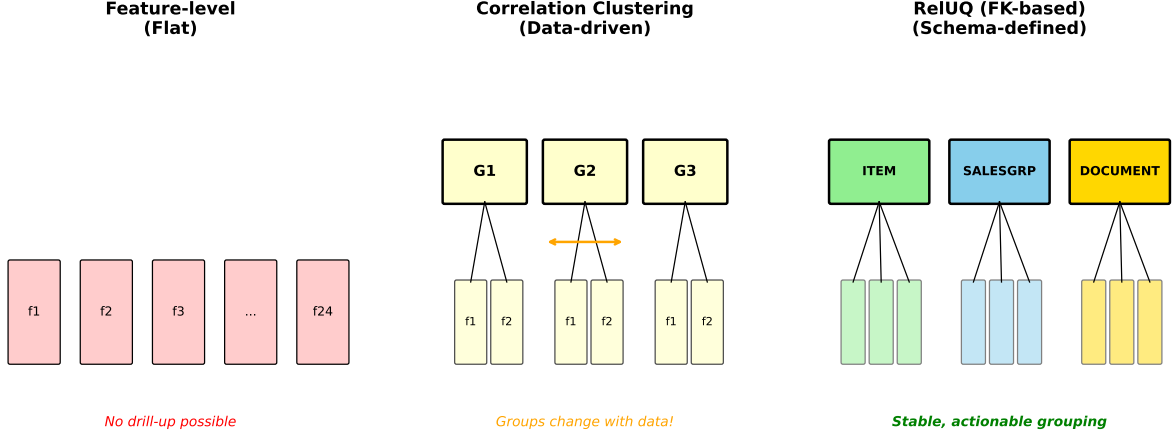 Feature-level
(Flat)
Correlation Clustering
(Data-driven)
RelUQ (FK-based)
(Schema-defined)
G1
G2
G3
ITEM
SALESGRP
DOCUMENT
f1
f2
f3
...
f24
f1
f2
f1
f2
f1
f2
No drill-up possible
Groups change with data!
Stable, actionable grouping